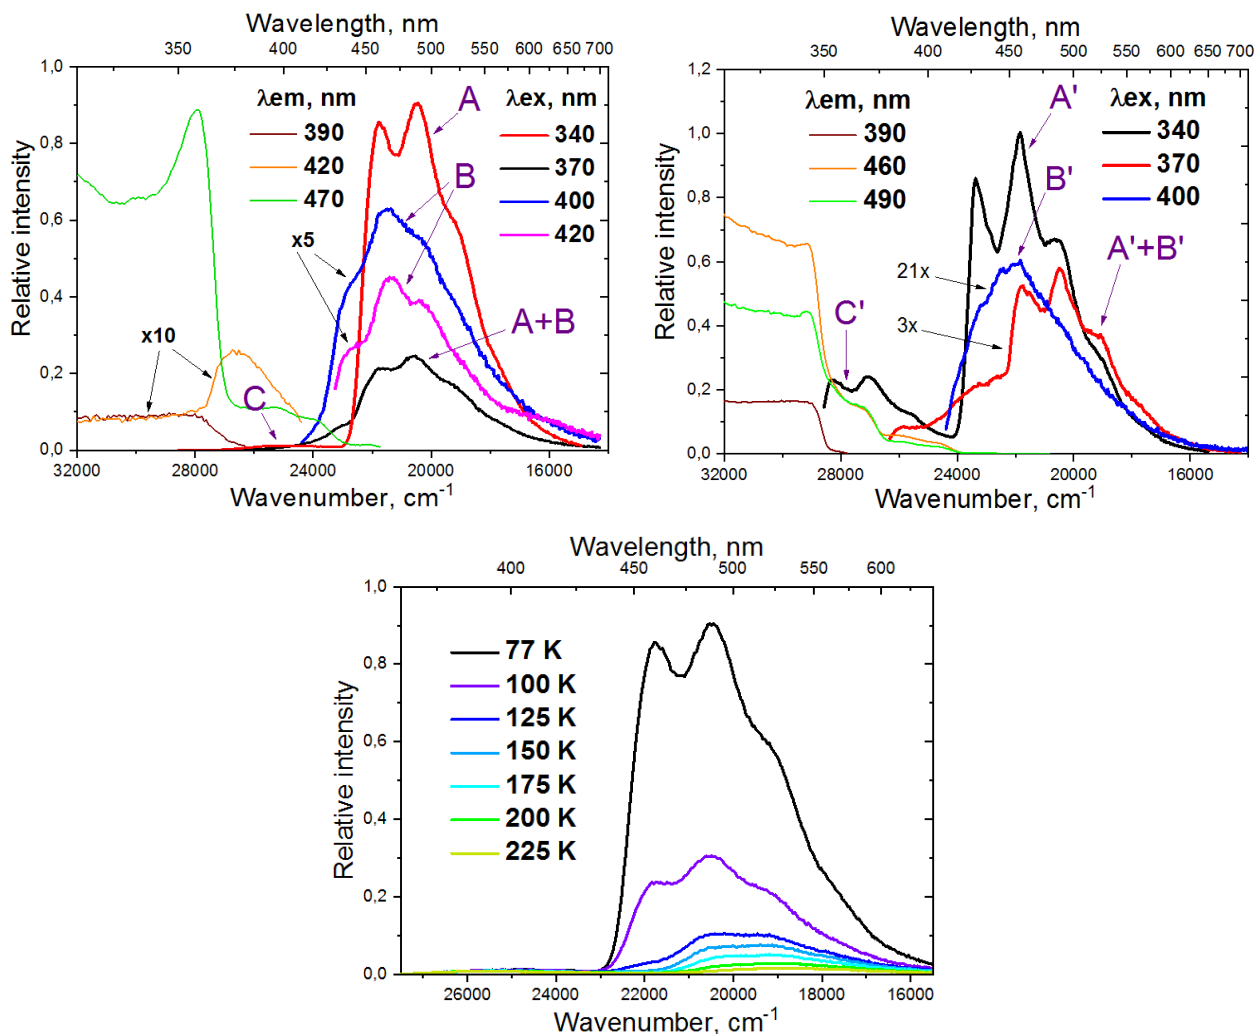 Wavelength, nm
350 400 450 500 550 600 650 700
Relative intensity
1,0
0,8
0,6
0,4
0,2
0,0
λem, nm
390
420
470
λex, nm
340
370
400
420
A
B
x5
A+B
x10
C
32000 28000 24000 20000 16000
Wavenumber, cm-1
Wavelength, nm
350 400 450 500 550 600 650 700
Relative intensity
1,2
1,0
0,8
0,6
0,4
0,2
0,0
λem, nm
390
460
490
λex, nm
340
370
400
A'
B'
A'+B'
21x
3x
C'
32000 28000 24000 20000 16000
Wavenumber, cm-1
Wavelength, nm
400 450 500 550 600
Relative intensity
1,0
0,8
0,6
0,4
0,2
0,0
77 K
100 K
125 K
150 K
175 K
200 K
225 K
26000 24000 22000 20000 18000 16000
Wavenumber, cm-1